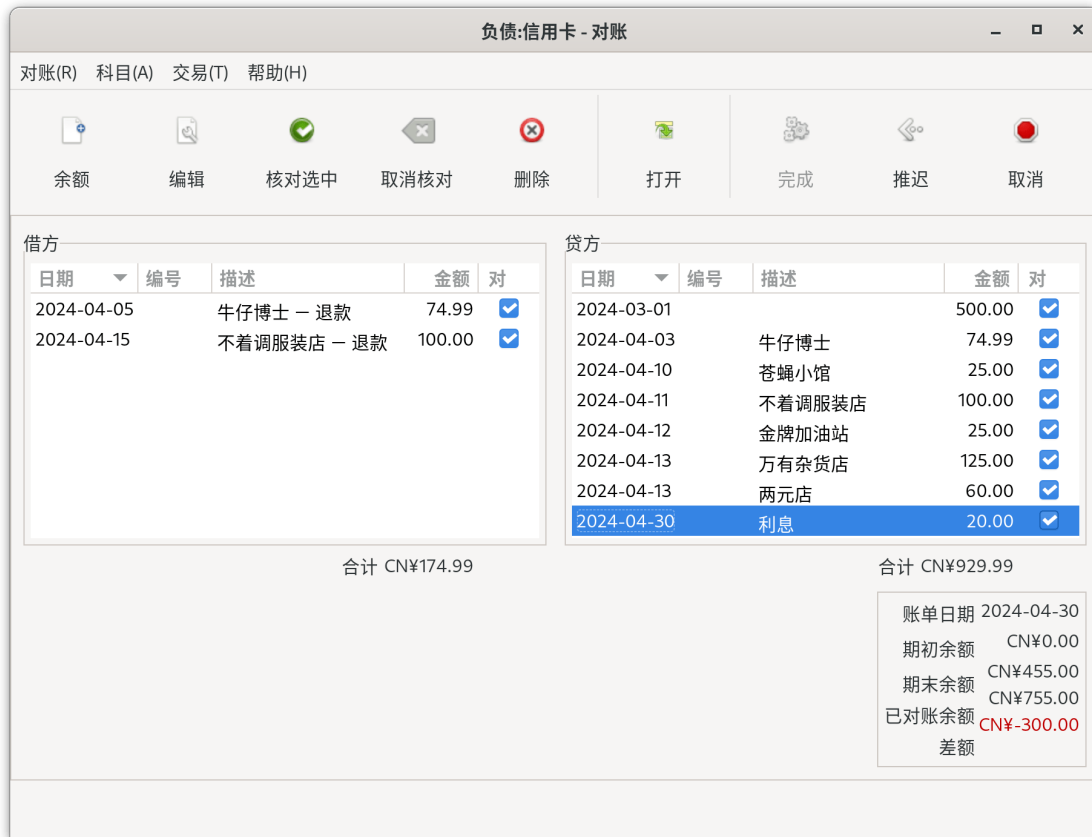 负债:信用卡 - 对账
对账(R) 科目(A) 交易(T) 帮助(H)
余额 编辑 核对选中 取消核对 删除 打开 完成 推迟 取消
借方
日期 编号 描述 金额 对
2024-04-05 牛仔博士 — 退款 74.99
2024-04-15 不着调服装店 — 退款 100.00
合计 CN¥174.99
贷方
日期 编号 描述 金额 对
2024-03-01 500.00
2024-04-03 牛仔博士 74.99
2024-04-10 苍蝇小馆 25.00
2024-04-11 不着调服装店 100.00
2024-04-12 金牌加油站 25.00
2024-04-13 万有杂货店 125.00
2024-04-13 两元店 60.00
2024-04-30 利息 20.00
合计 CN¥929.99
账单日期 2024-04-30
期初余额 CN¥0.00
期末余额 CN¥455.00
已对账余额 CN¥755.00
差额 CN¥-300.00